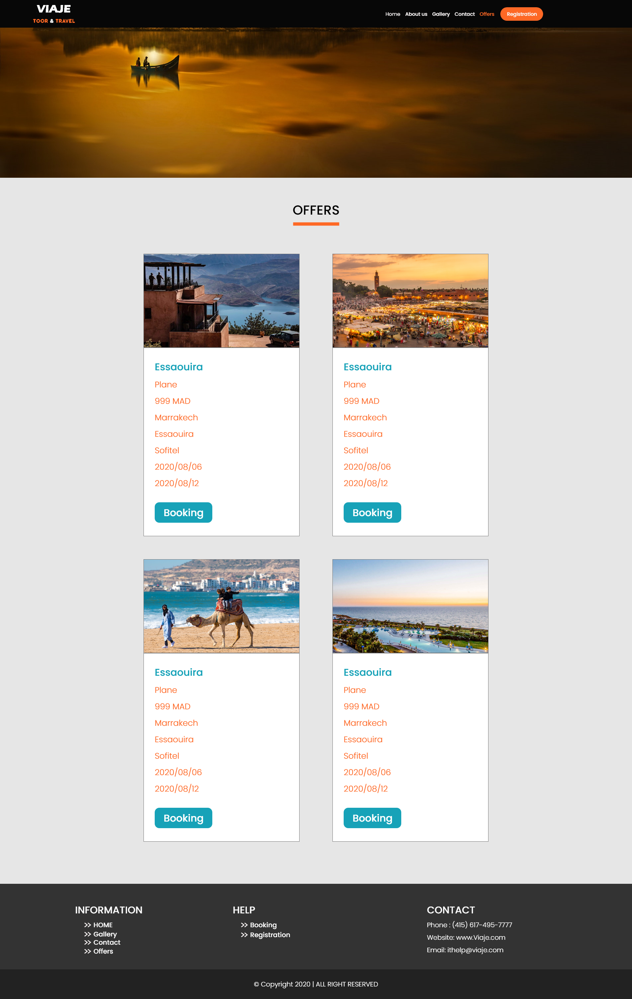 VIAJE
TOOR & TRAVEL
Home About us Gallery Contact Offers Registration
OFFERS
Essaouira
Plane
999 MAD
Marrakech
Essaouira
Sofitel
2020/08/06
2020/08/12
Booking
Essaouira
Plane
999 MAD
Marrakech
Essaouira
Sofitel
2020/08/06
2020/08/12
Booking
Essaouira
Plane
999 MAD
Marrakech
Essaouira
Sofitel
2020/08/06
2020/08/12
Booking
Essaouira
Plane
999 MAD
Marrakech
Essaouira
Sofitel
2020/08/06
2020/08/12
Booking
INFORMATION
>> HOME
>> Gallery
>> Contact
>> Offers
HELP
>> Booking
>> Registration
CONTACT
Phone : (415) 617-495-7777
Website: www.Viaje.com
Email: ithelp@viaje.com
© Copyright 2020 | ALL RIGHT RESERVED